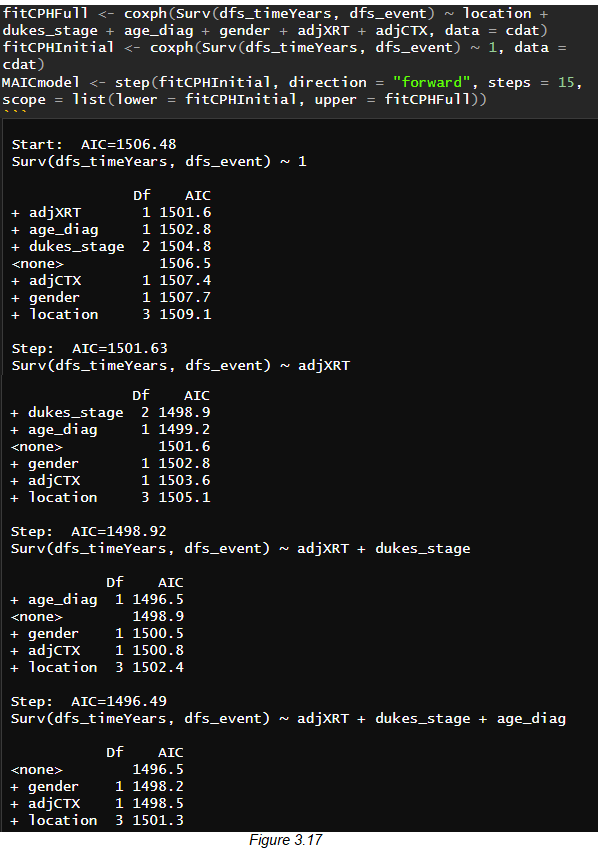 fitCPHFull <- coxph(Surv(dfs_timeYears, dfs_event) ~ location +
dukes_stage + age_diag + gender + adjXRT + adjCTX, data = cdat)
fitCPHInitial <- coxph(Surv(dfs_timeYears, dfs_event) ~ 1, data =
cdat)
MAICmodel <- step(fitCPHInitial, direction = "forward", steps = 15,
scope = list(lower = fitCPHInitial, upper = fitCPHFull))
```
Start:  AIC=1506.48
Surv(dfs_timeYears, dfs_event) ~ 1
Df    AIC
+ adjXRT       1 1501.6
+ age_diag     1 1502.8
+ dukes_stage  2 1504.8
<none>           1506.5
+ adjCTX       1 1507.4
+ gender       1 1507.7
+ location     3 1509.1
Step:  AIC=1501.63
Surv(dfs_timeYears, dfs_event) ~ adjXRT
Df    AIC
+ dukes_stage  2 1498.9
+ age_diag     1 1499.2
<none>           1501.6
+ gender       1 1502.8
+ adjCTX       1 1503.6
+ location     3 1505.1
Step:  AIC=1498.92
Surv(dfs_timeYears, dfs_event) ~ adjXRT + dukes_stage
Df    AIC
+ age_diag  1 1496.5
<none>        1498.9
+ gender    1 1500.5
+ adjCTX    1 1500.8
+ location  3 1502.4
Step:  AIC=1496.49
Surv(dfs_timeYears, dfs_event) ~ adjXRT + dukes_stage + age_diag
Df    AIC
<none>        1496.5
+ gender    1 1498.2
+ adjCTX    1 1498.5
+ location  3 1501.3
Figure 3.17